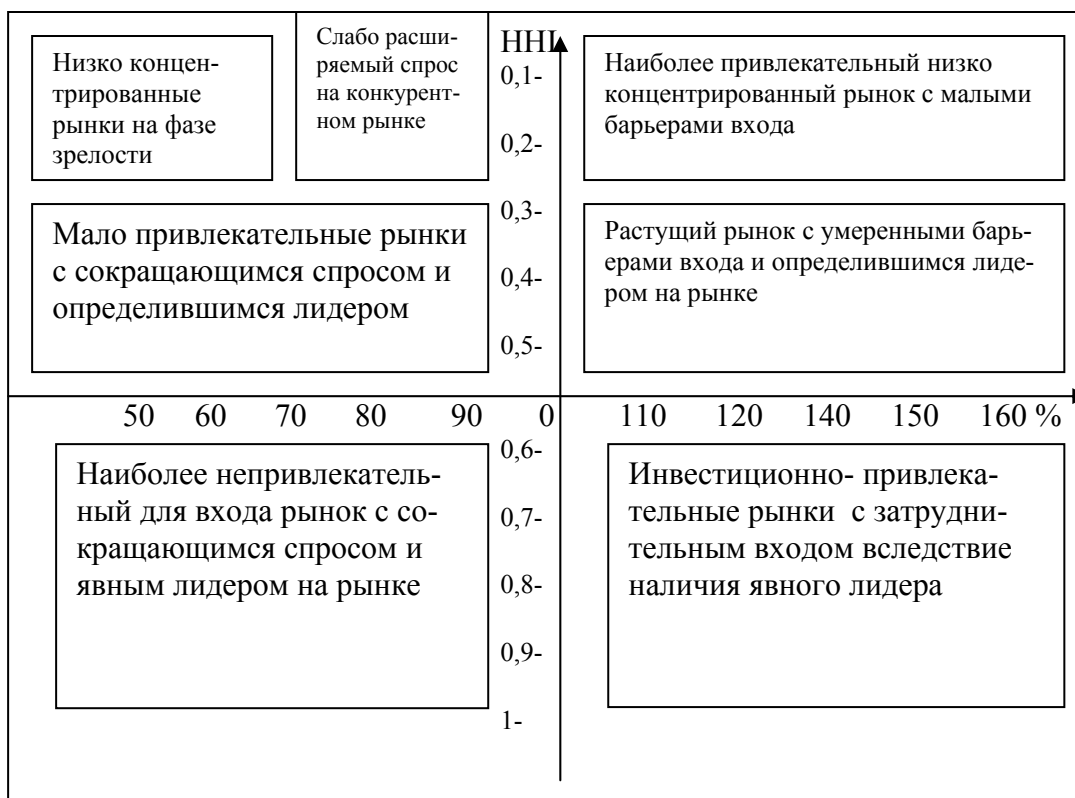 Низко концен-
трированные
рынки на фазе
зрелости
Слабо расши-
ряемый спрос
на конкурент-
ном рынке
HHI
0,1-
0,2-
0,3-
0,4-
0,5-
Наиболее привлекательный низко
концентрированный рынок с малыми
барьерами входа
Мало привлекательные рынки
с сокращающимся спросом и
определившимся лидером
Растущий рынок с умеренными барь-
ерами входа и определившимся лиде-
ром на рынке
50 60 70 80 90 0 110 120 140 150 160 %
Наиболее непривлекатель-
ный для входа рынок с со-
кращающимся спросом и
явным лидером на рынке
0,6-
0,7-
0,8-
0,9-
1-
Инвестиционно- привлека-
тельные рынки с затрудни-
тельным входом вследствие
наличия явного лидера